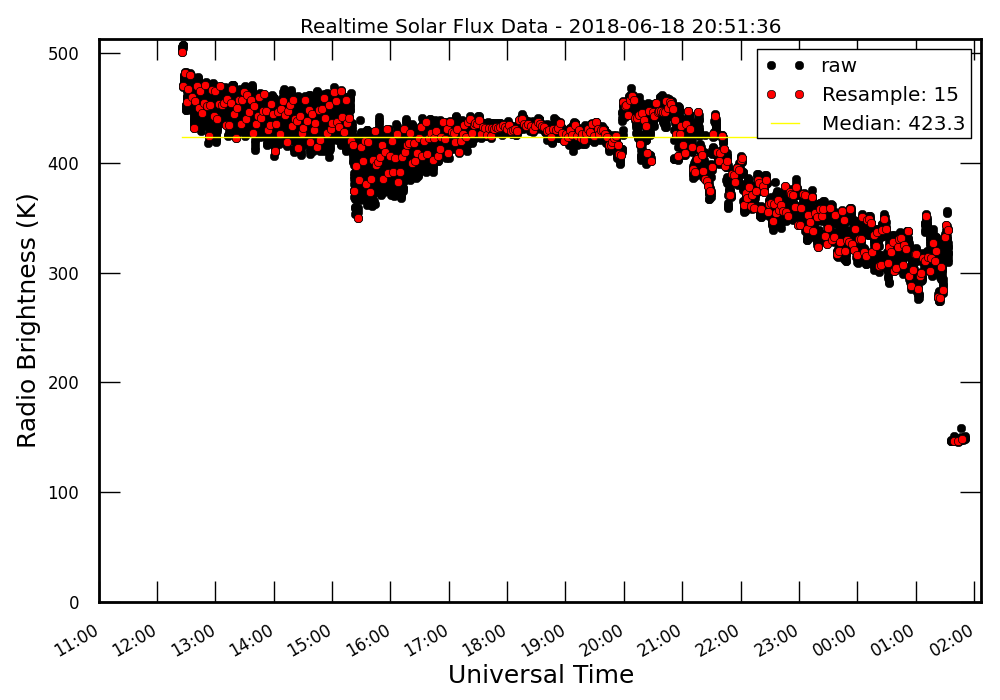 Realtime Solar Flux Data - 2018-06-18 20:51:36
raw
Resample: 15
Median: 423.3
Radio Brightness (K)
500
400
300
200
100
0
11:00 12:00 13:00 14:00 15:00 16:00 17:00 18:00 19:00 20:00 21:00 22:00 23:00 00:00 01:00 02:00
Universal Time